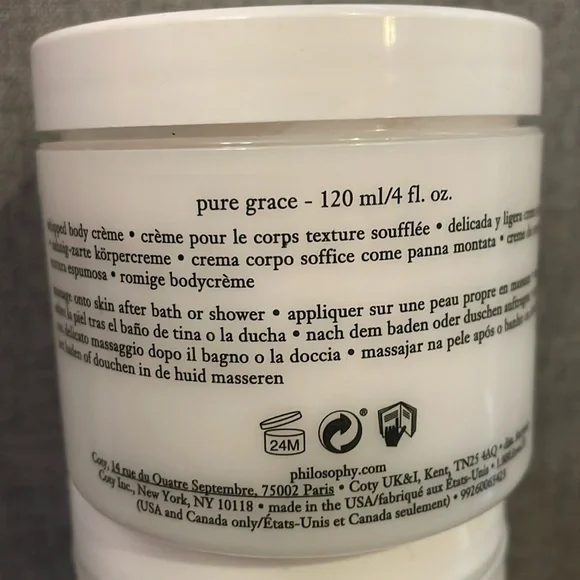 pure grace - 120 ml/4 fl. oz.
body crème • crème pour le corps texture soufflée • delicada y ligera
körpercreme • crema corpo soffice come panna montata •
espumosa • romige bodycrème
onto skin after bath or shower • appliquer sur une peau propre en
la piel tras el baño de tina o la ducha • nach dem baden oder duschen auftragen
delicato massaggio dopo il bagno o la doccia • massajar na pele após o banho
baden of douchen in de huid masseren
24M
®
philosophy.com
Coty, 14 rue du Quatre Septembre, 75002 Paris • Coty UK&I, Kent, TN25 4AQ •
Coty Inc., New York, NY 10118 • made in the USA/fabriqué aux États-Unis •
(USA and Canada only/États-Unis et Canada seulement) •